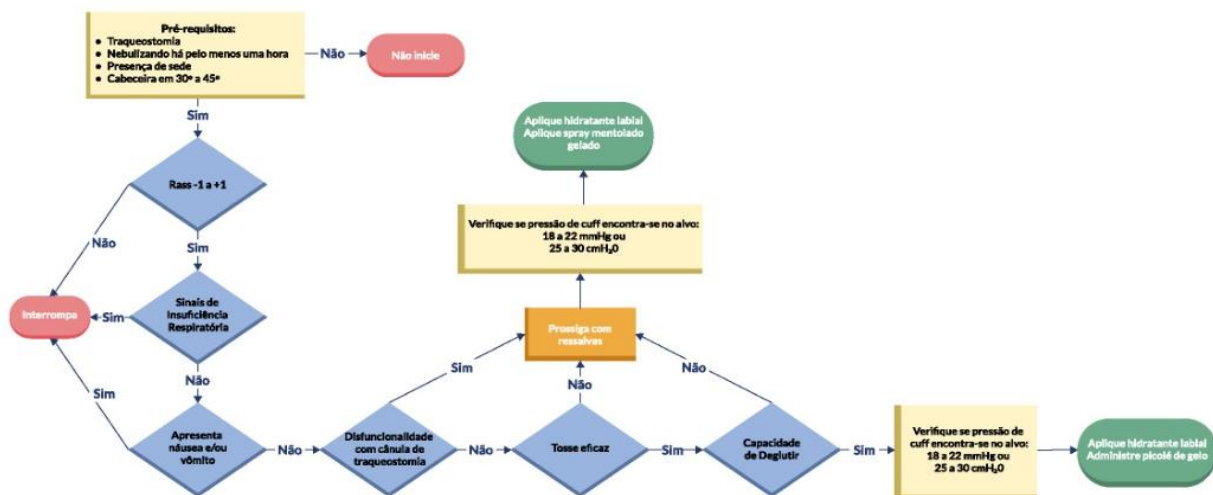 Pré-requisitos:
• Traqueostomia
• Nebulizando há pelo menos uma hora
• Presença de sede
• Cabeceira em 30º a 45º
Não
Não inicie
Sim
Rass -1 a +1
Não
Sim
Sinais de
Insuficiência
Respiratória
Sim
Interrompa
Não
Sim
Apresenta
náusea e/ou
vômito
Não
Disfuncionalidade
com cânula de
traqueostomia
Sim
Não
Tosse eficaz
Não
Sim
Capacidade
de Deglutir
Não
Prossiga com
ressalvas
Verifique se pressão de cuff encontra-se no alvo:
18 a 22 mmHg ou
25 a 30 cmH₂0
Aplique hidratante labial
Aplique spray mentolado
gelado
Sim
Verifique se pressão de
cuff encontra-se no alvo:
18 a 22 mmHg ou
25 a 30 cmH₂0
Aplique hidratante labial
Administre picolé de gelo